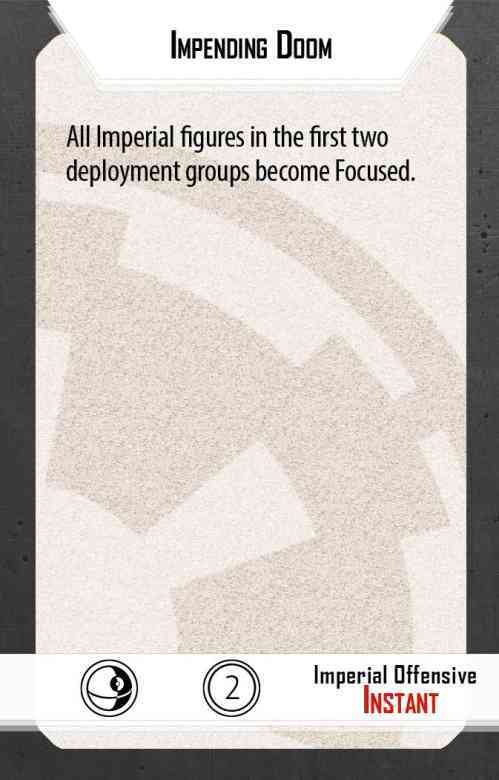 Impending Doom
All Imperial figures in the first two
deployment groups become Focused.
2
Imperial Offensive
Instant